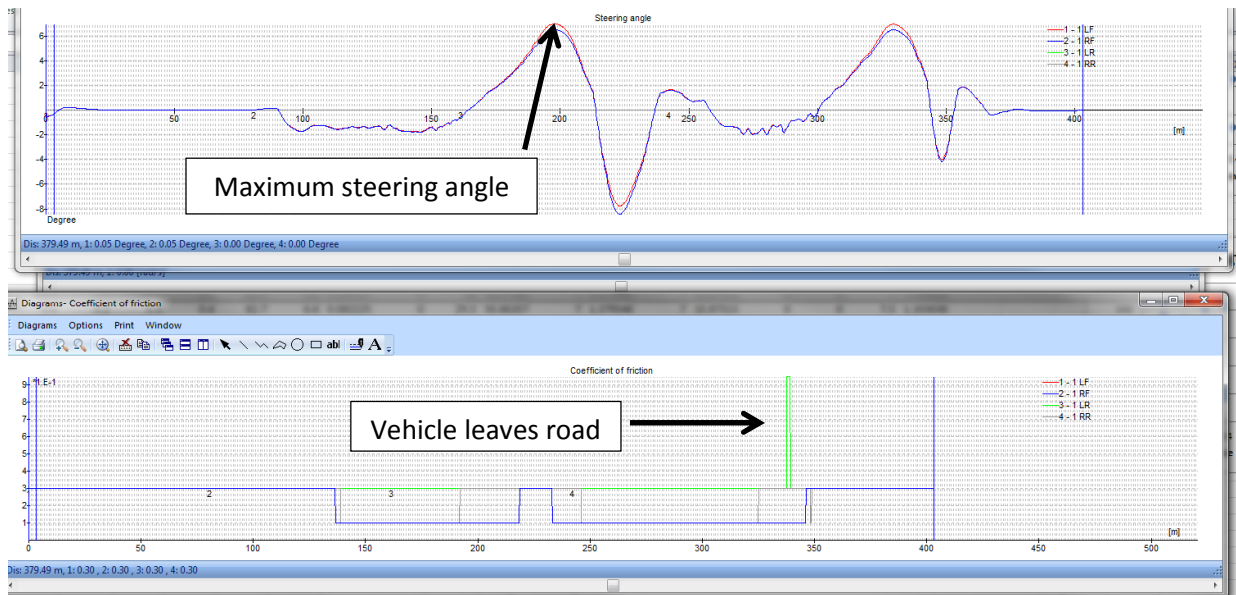 Steering angle
1 - 1 LF
2 - 1 RF
3 - 1 LR
4 - 1 RR
6
4
2
-2
-4
-6
-8
50 2 100 150 3 200 4 250 300 350 400
[m]
Maximum steering angle
Degree
Dis: 379.49 m, 1: 0.05 Degree, 2: 0.05 Degree, 3: 0.00 Degree, 4: 0.00 Degree
Diagrams- Coefficient of friction
Diagrams Options Print Window
abl A
Coefficient of friction
*1.E-1
1 - 1 LF
2 - 1 RF
3 - 1 LR
4 - 1 RR
9
8
7
6
5
4
3
2
1
Vehicle leaves road
2 3 4
[m]
0 50 100 150 200 250 300 350 400 450 500
Dis: 379.49 m, 1: 0.30 , 2: 0.30 , 3: 0.30 , 4: 0.30